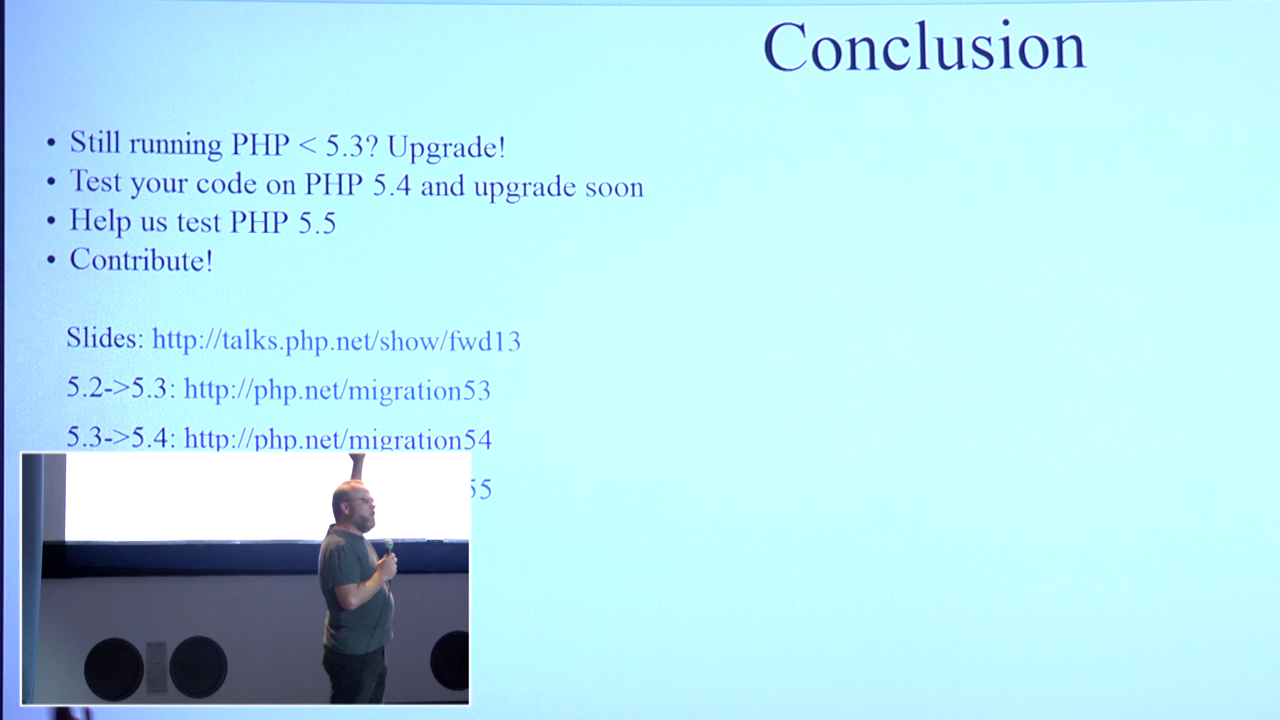 Conclusion
• Still running PHP < 5.3? Upgrade!
• Test your code on PHP 5.4 and upgrade soon
• Help us test PHP 5.5
• Contribute!
Slides: http://talks.php.net/show/fwd13
5.2->5.3: http://php.net/migration53
5.3->5.4: http://php.net/migration54
55